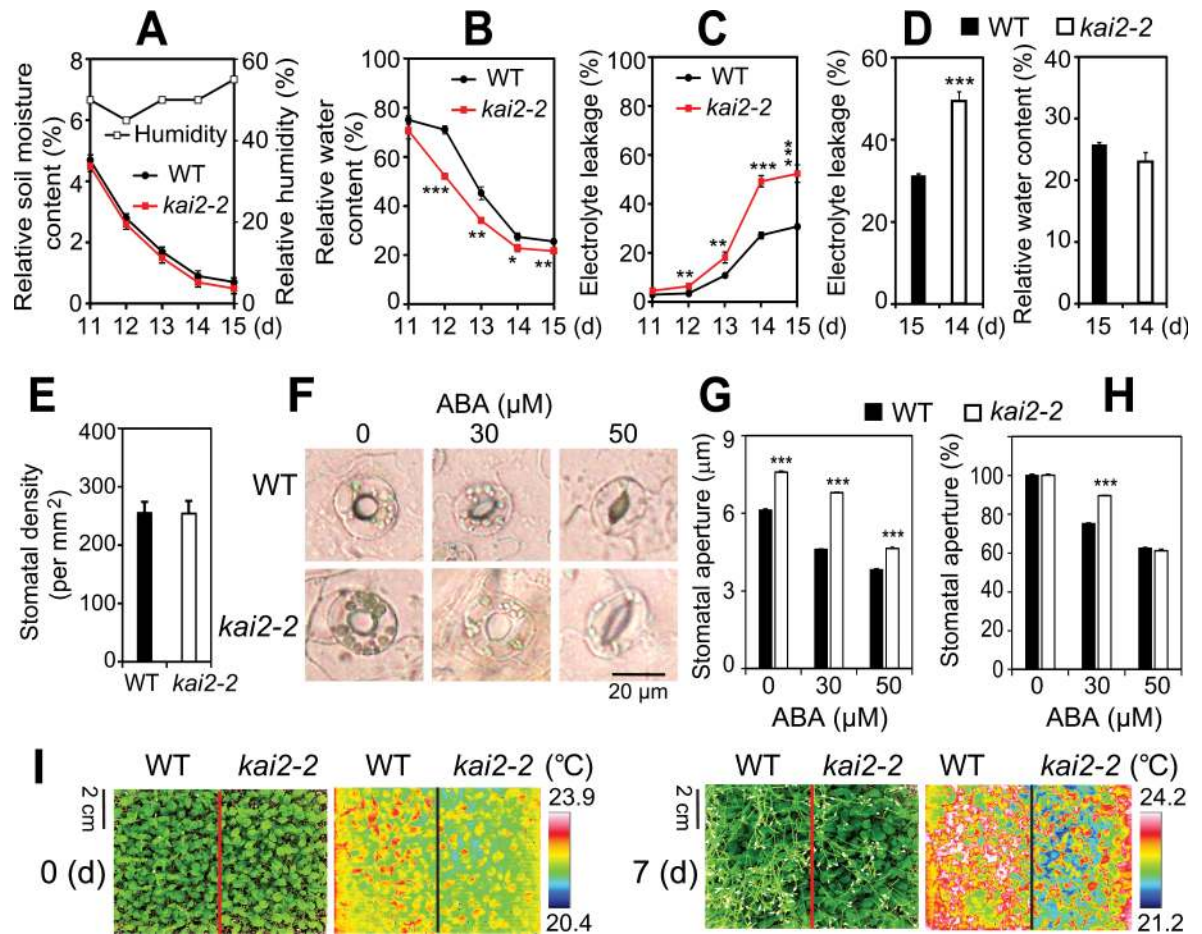 A
Relative soil moisture
content (%)
8
6
4
2
0
60
40
20
0
Relative humidity (%)
Humidity
WT
kai2-2
11 12 13 14 15 (d)
B
Relative water
content (%)
100
80
60
40
20
0
WT
kai2-2
***
**
*
**
11 12 13 14 15 (d)
C
Electrolyte leakage (%)
100
80
60
40
20
0
WT
kai2-2
**
**
***
***
11 12 13 14 15 (d)
D
WT kai2-2
Electrolyte leakage (%)
60
40
20
0
***
15 14 (d)
Relative water content (%)
40
30
20
10
0
15 14 (d)
E
Stomatal density
(per mm2)
400
300
200
100
0
WT kai2-2
F
ABA (µM)
0 30 50
WT
kai2-2
20 µm
G
WT kai2-2
Stomatal aperture (µm)
9
6
3
0
***
***
***
0 30 50
ABA (µM)
H
Stomatal aperture (%)
120
100
80
60
40
20
0
***
0 30 50
ABA (µM)
I
WT kai2-2 WT kai2-2 (°C)
2 cm
0 (d)
23.9
20.4
WT kai2-2 WT kai2-2 (°C)
2 cm
7 (d)
24.2
21.2